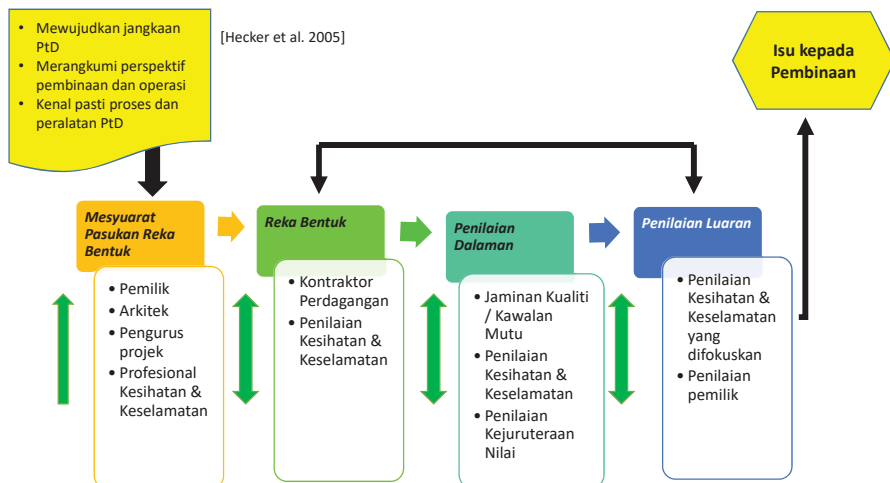 • Mewujudkan jangkaan
PtD
• Merangkumi perspektif
pembinaan dan operasi
• Kenal pasti proses dan
peralatan PtD
[Hecker et al. 2005]
Isu kepada
Pembinaan
Mesyuarat
Pasukan Reka
Bentuk
• Pemilik
• Arkitek
• Pengurus
projek
• Profesional
Kesihatan &
Keselamatan
Reka Bentuk
• Kontraktor
Perdagangan
• Penilaian
Kesihatan &
Keselamatan
Penilaian
Dalaman
• Jaminan Kualiti
/ Kawalan
Mutu
• Penilaian
Kesihatan &
Keselamatan
• Penilaian
Kejuruteraan
Nilai
Penilaian Luaran
• Penilaian
Kesihatan &
Keselamatan
yang
difokuskan
• Penilaian
pemilik